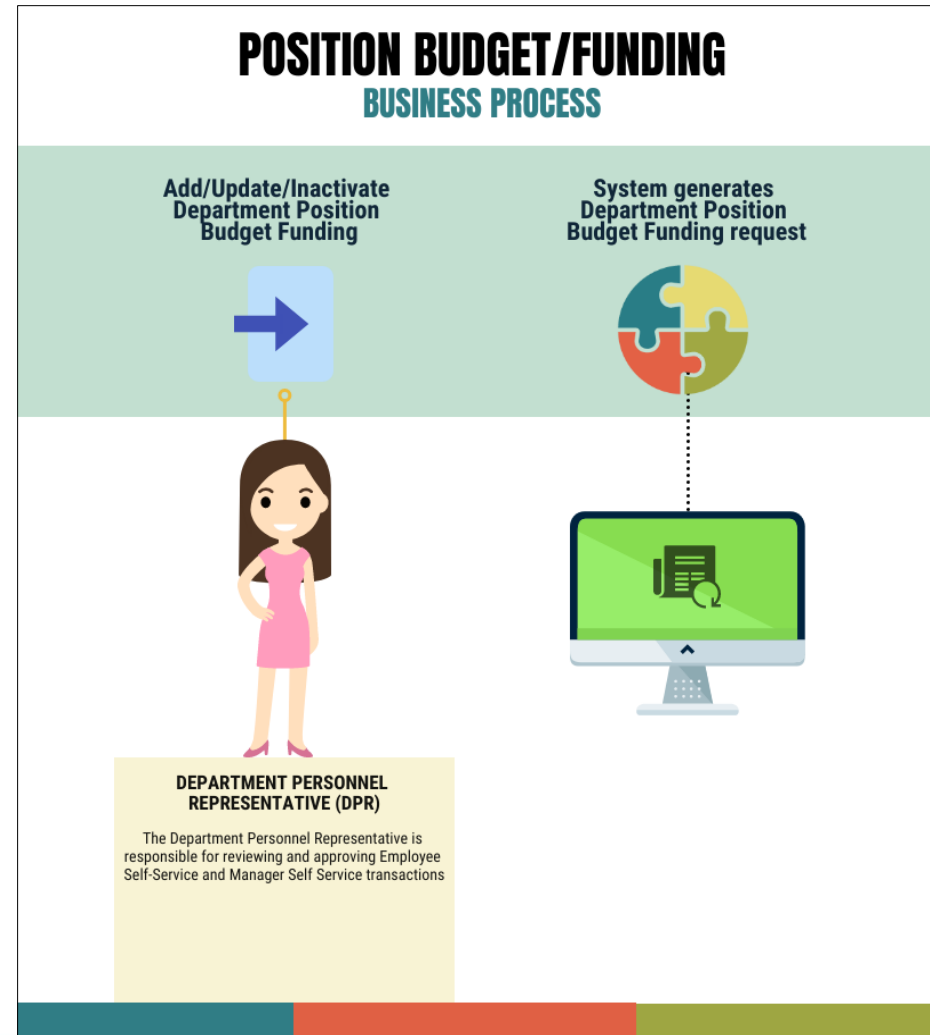 POSITION BUDGET/FUNDING
BUSINESS PROCESS
Add/Update/Inactivate
Department Position
Budget Funding
System generates
Department Position
Budget Funding request
DEPARTMENT PERSONNEL
REPRESENTATIVE (DPR)
The Department Personnel Representative is
responsible for reviewing and approving Employee
Self-Service and Manager Self Service transactions